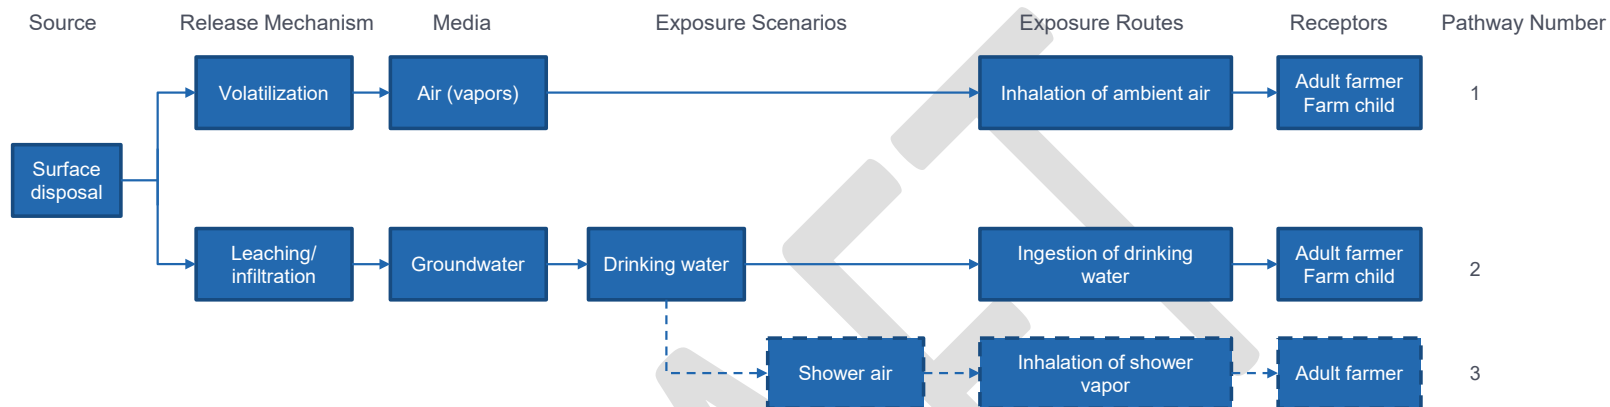 Source
Release Mechanism
Media
Exposure Scenarios
Exposure Routes
Receptors
Pathway Number
Volatilization
Air (vapors)
Inhalation of ambient air
Adult farmer
Farm child
1
Surface
disposal
Leaching/
infiltration
Groundwater
Drinking water
Ingestion of drinking
water
Adult farmer
Farm child
2
Shower air
Inhalation of shower
vapor
Adult farmer
3